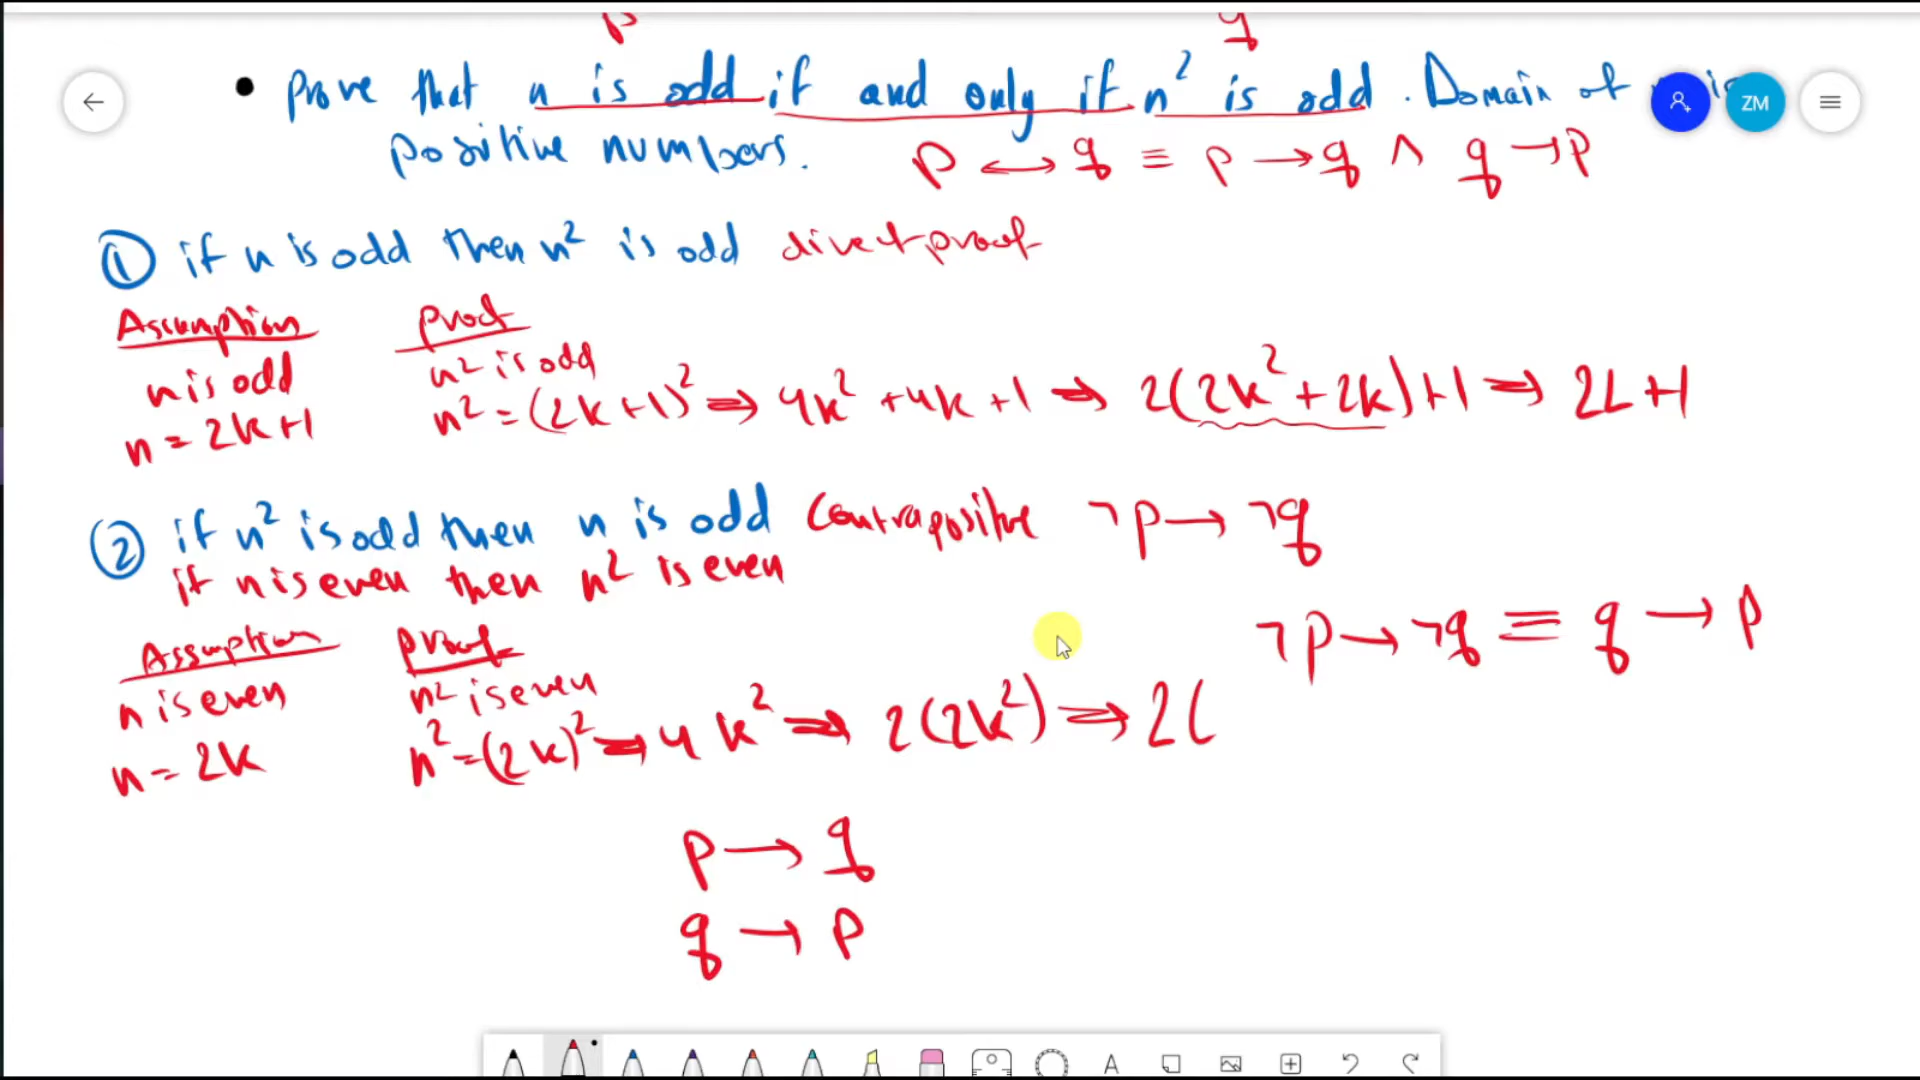 p q
• prove that n is odd if and only if n² is odd . Domain of
positive numbers. p ↔ q ≡ p → q ∧ q → p
ZM
① if n is odd then n² is odd direct proof
Assumption proof
n is odd n² is odd
n = 2k+1 n² = (2k+1)² ⇒ 4k² + 4k + 1 ⇒ 2(2k² + 2k) + 1 ⇒ 2L + 1
② if n² is odd then n is odd Contrapositive ¬p → ¬q
if n is even then n² is even
¬p → ¬q ≡ q → p
Assumption proof
n is even n² is even
n = 2k n² = (2k)² ⇒ 4k² ⇒ 2(2k²) ⇒ 2L
p → q
q → p
A